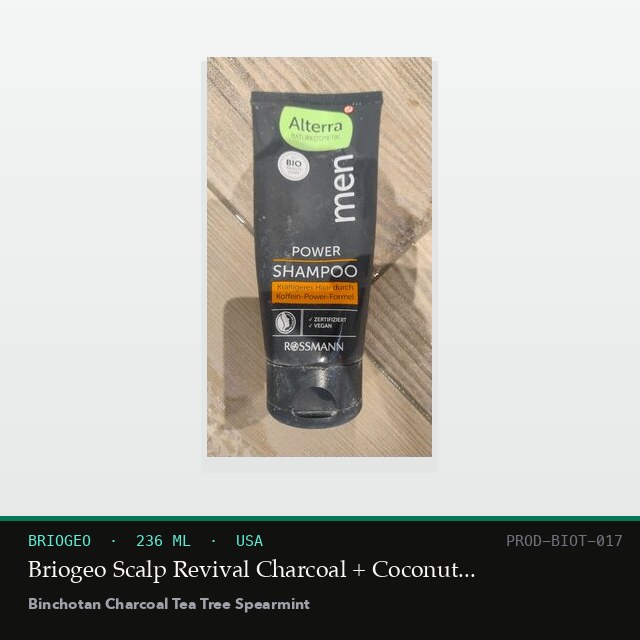 Alterra
NATURKOSMETIK
BIO
men
POWER
SHAMPOO
Kräftigeres Haar durch
Koffein-Power-Formel
✓ ZERTIFIZIERT
✓ VEGAN
ROSSMANN
BRIOGEO · 236 ML · USA
PROD-BIOT-017
Briogeo Scalp Revival Charcoal + Coconut...
Binchotan Charcoal Tea Tree Spearmint